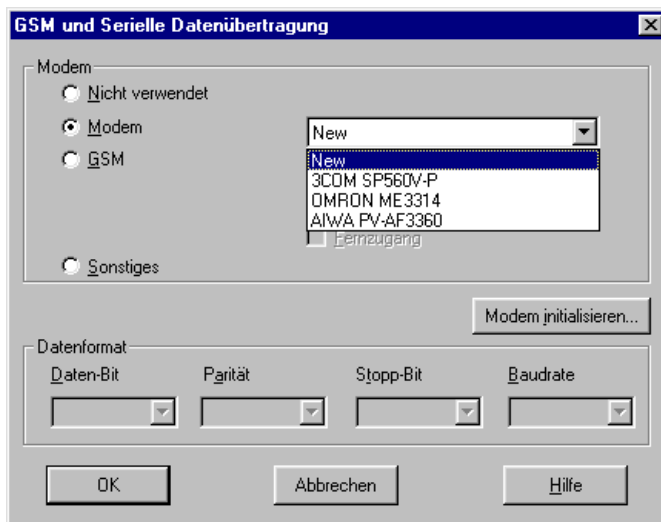 GSM und Serielle Datenübertragung
Modem
Nicht verwendet
Modem
New
GSM
New
3COM SP560V-P
OMRON ME3314
AIWA PV-AF3360
Fernzugang
Sonstiges
Modem initialisieren...
Datenformat
Daten-Bit Parität Stopp-Bit Baudrate
OK Abbrechen Hilfe